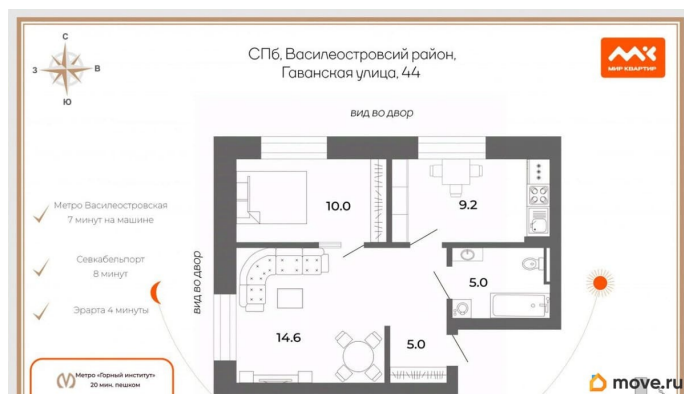 С
З
В
Ю
СПб, Василеостровсий район,
Гаванская улица, 44
МИР КВАРТИР
вид во двор
10.0
9.2
Метро Василеостровская
7 минут на машине
Севкабельпорт
8 минут
вид во двор
5.0
Эрарта 4 минуты
14.6
5.0
Метро «Горный институт»
20 мин. пешком
move.ru